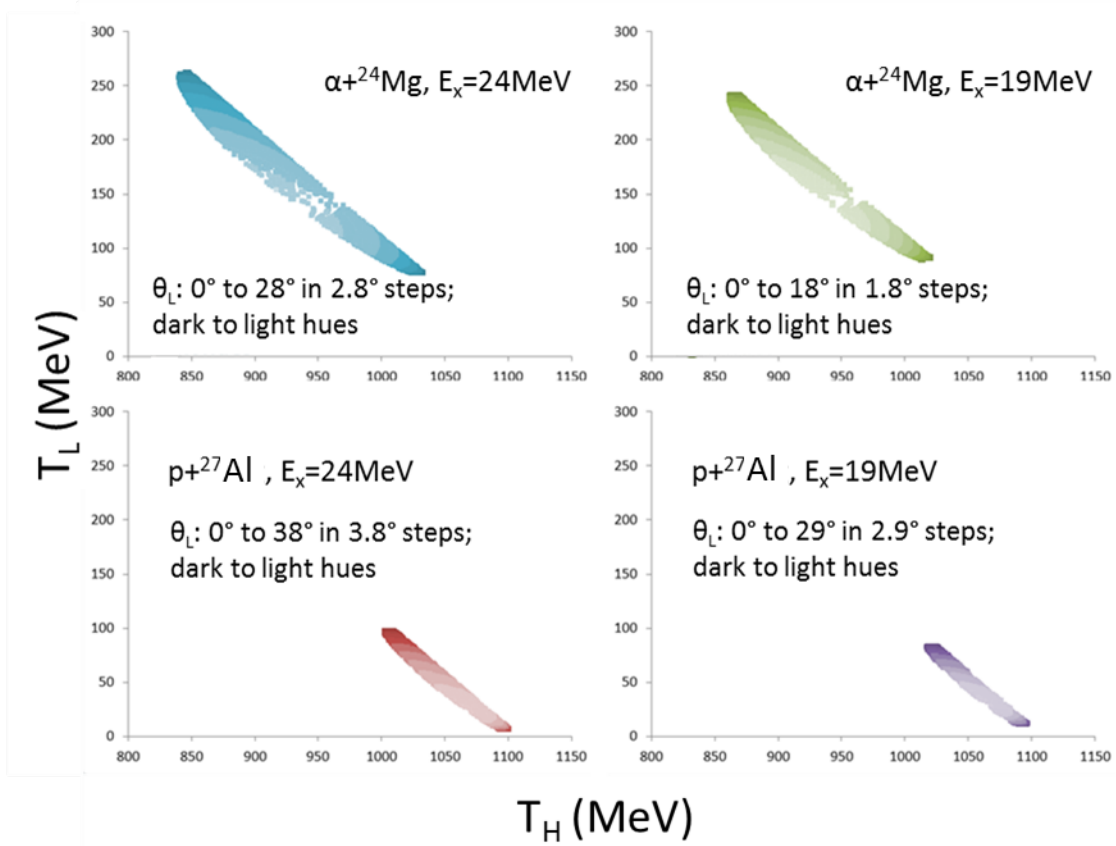 300
250
200
150
100
50
0
α+²⁴Mg, Eₓ=24MeV
θL: 0° to 28° in 2.8° steps;
dark to light hues
800 850 900 950 1000 1050 1100 1150
300
250
200
150
100
50
0
α+²⁴Mg, Eₓ=19MeV
θL: 0° to 18° in 1.8° steps;
dark to light hues
800 850 900 950 1000 1050 1100 1150
TL (MeV)
300
250
200
150
100
50
0
p+²⁷Al , Eₓ=24MeV
θL: 0° to 38° in 3.8° steps;
dark to light hues
800 850 900 950 1000 1050 1100 1150
300
250
200
150
100
50
0
p+²⁷Al , Eₓ=19MeV
θL: 0° to 29° in 2.9° steps;
dark to light hues
800 850 900 950 1000 1050 1100 1150
TH (MeV)